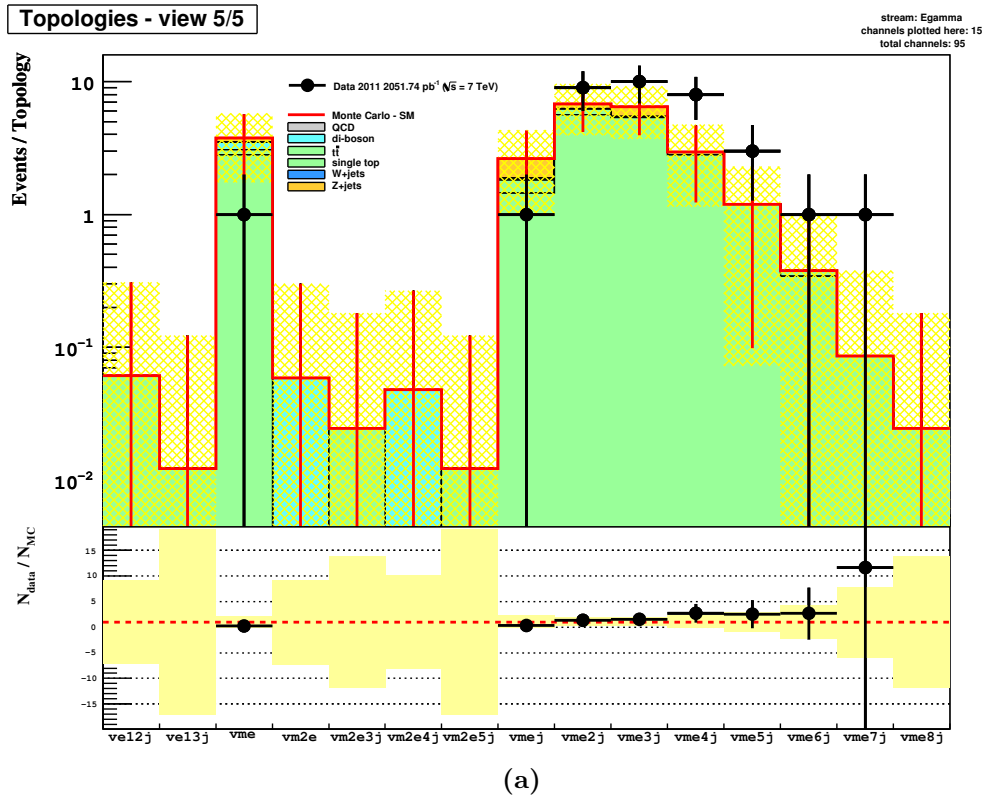 Topologies - view 5/5
stream: Egamma
channels plotted here: 15
total channels: 95
Events / Topology
10
1
10⁻¹
10⁻²
Data 2011 2051.74 pb⁻¹ (√s = 7 TeV)
Monte Carlo - SM
QCD
di-boson
tt̄
single top
W+jets
Z+jets
N_data / N_MC
15
10
5
0
−5
−10
−15
ve12j ve13j vme vm2e vm2e3j vm2e4j vm2e5j vmej vme2j vme3j vme4j vme5j vme6j vme7j vme8j
(a)